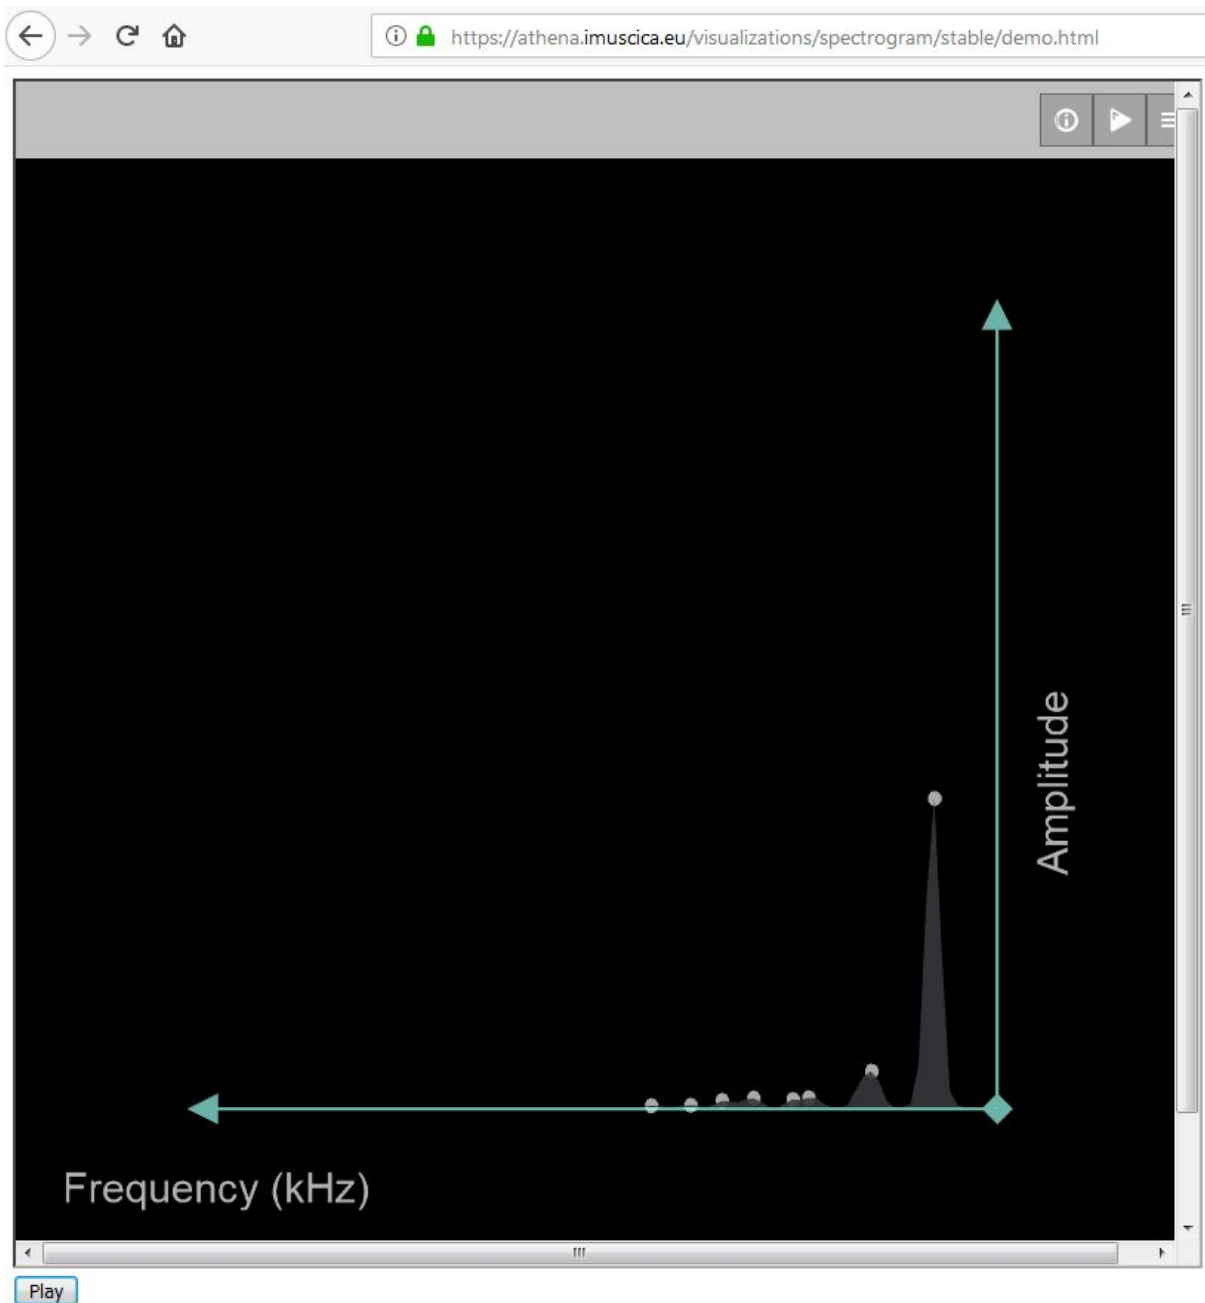 https://athena.imuscica.eu/visualizations/spectrogram/stable/demo.html
Amplitude
Frequency (kHz)
Play